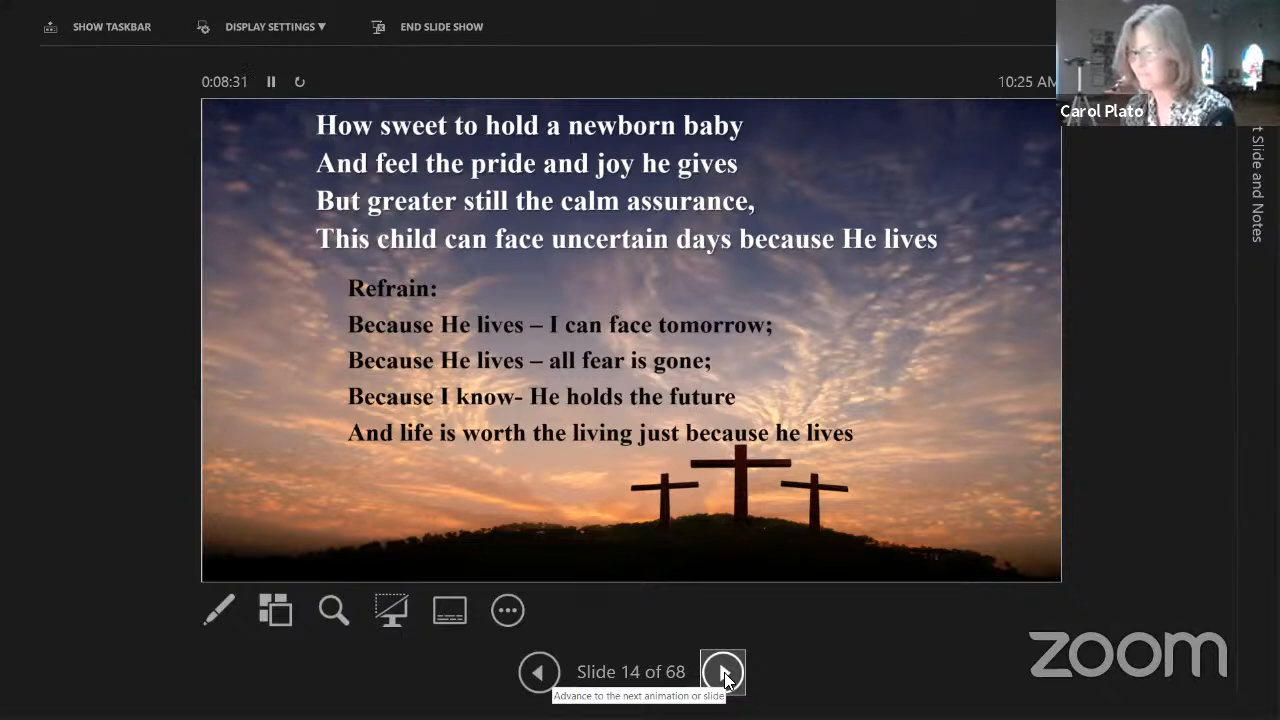 SHOW TASKBAR
DISPLAY SETTINGS ▼
END SLIDE SHOW
0:08:31
10:25 AM
Carol Plato
t Slide and Notes
How sweet to hold a newborn baby
And feel the pride and joy he gives
But greater still the calm assurance,
This child can face uncertain days because He lives
Refrain:
Because He lives – I can face tomorrow;
Because He lives – all fear is gone;
Because I know- He holds the future
And life is worth the living just because he lives
Slide 14 of 68
Advance to the next animation or slide
zoom